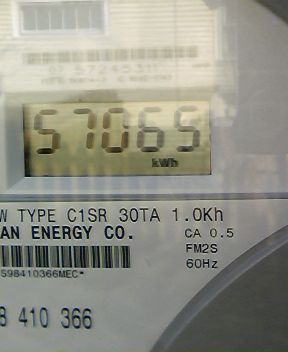 57065
kWh
W TYPE C1SR 30TA 1.0Kh
AN ENERGY CO. CA 0.5
FM2S
598410366MEC* 60Hz
8 410 366